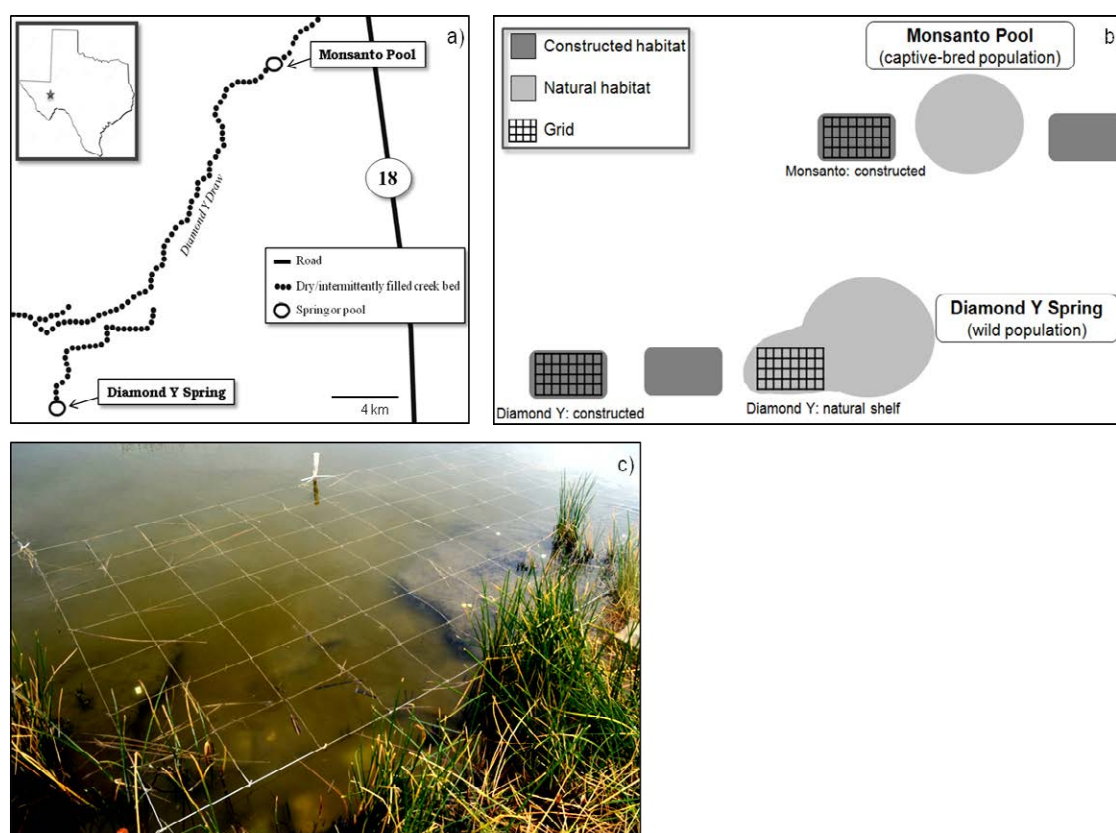 a)
Monsanto Pool
Diamond Y Draw
18
Road
Dry/intermittently filled creek bed
Spring or pool
Diamond Y Spring
4 km
b
Constructed habitat
Natural habitat
Grid
Monsanto Pool
(captive-bred population)
Monsanto: constructed
Diamond Y Spring
(wild population)
Diamond Y: constructed
Diamond Y: natural shelf
c)